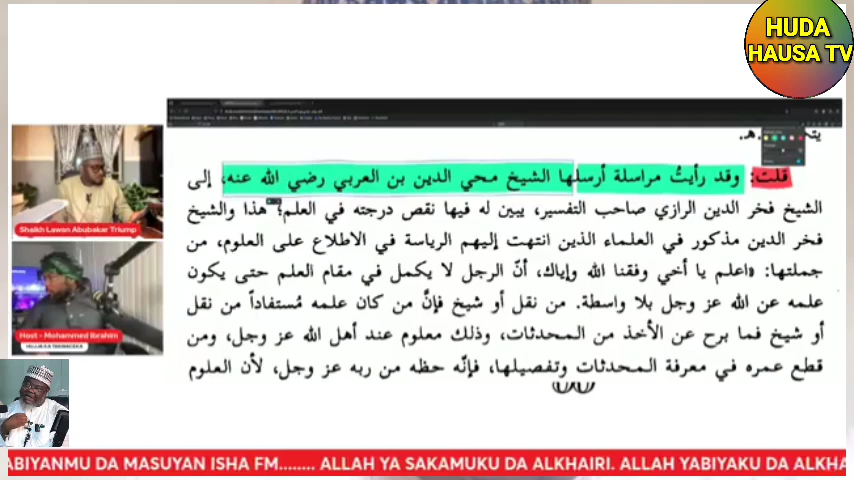 HUDA
HAUSA TV
يتـ ـه.
قلت: وقد رأيتُ مراسلة أرسلها الشيخ محي الدين بن العربي رضي الله عنه، إلى
الشيخ فخر الدين الرازي صاحب التفسير، يبين له فيها نقص درجته في العلم؟ هذا والشيخ
فخر الدين مذكور في العلماء الذين انتهت إليهم الرياسة في الاطلاع على العلوم، من
جملتها: «اعلم يا أخي وفقنا الله وإياك، أنّ الرجل لا يكمل في مقام العلم حتى يكون
علمه عن الله عز وجل بلا واسطة. من نقل أو شيخ فإنَّ من كان علمه مُستفاداً من نقل
أو شيخ فما برح عن الأخذ من المحدثات، وذلك معلوم عند أهل الله عز وجل، ومن
قطع عمره في معرفة المحدثات وتفصيلها، فإنّه حظه من ربه عز وجل، لأن العلوم
Shaikh Lawan Abubakar Triump
Host - Mohammed Ibrahim
ABIYANMU DA MASUYAN ISHA FM........ ALLAH YA SAKAMUKU DA ALKHAIRI. ALLAH YABIYAKU DA ALKHA